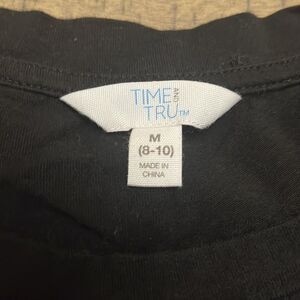 TIME AND
TRU™
M
(8-10)
MADE IN
CHINA